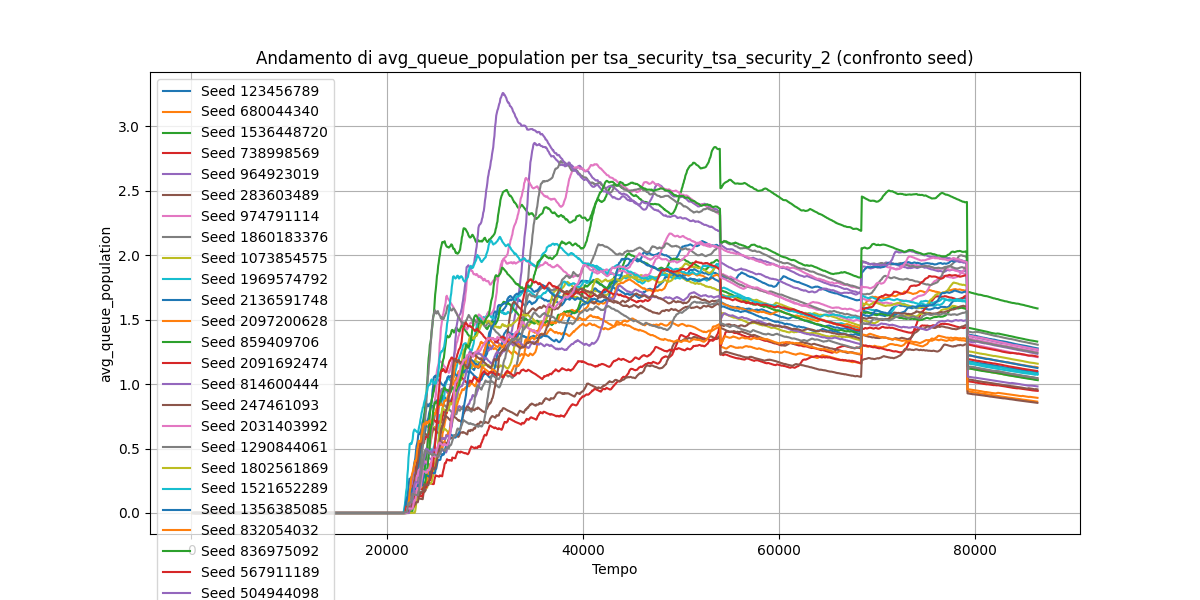 Andamento di avg_queue_population per tsa_security_tsa_security_2 (confronto seed)
avg_queue_population
3.0
2.5
2.0
1.5
1.0
0.5
0.0
Seed 123456789
Seed 680044340
Seed 1536448720
Seed 738998569
Seed 964923019
Seed 283603489
Seed 974791114
Seed 1860183376
Seed 1073854575
Seed 1969574792
Seed 2136591748
Seed 2097200628
Seed 859409706
Seed 2091692474
Seed 814600444
Seed 247461093
Seed 2031403992
Seed 1290844061
Seed 1802561869
Seed 1521652289
Seed 1356385085
Seed 832054032
Seed 836975092
Seed 567911189
Seed 504944098
0
20000
40000
60000
80000
Tempo